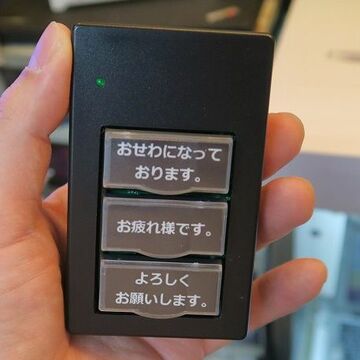 おせわになって
おります。
お疲れ様です。
よろしく
お願いします。